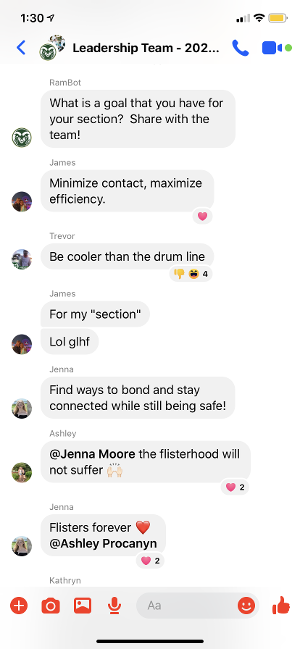 1:30
Leadership Team - 202...
RamBot
What is a goal that you have for
your section? Share with the
team!
James
Minimize contact, maximize
efficiency.
Trevor
Be cooler than the drum line
4
James
For my "section"
Lol glhf
Jenna
Find ways to bond and stay
connected while still being safe!
Ashley
@Jenna Moore the flisterhood will
not suffer 🙌🏻
2
Jenna
Flisters forever ❤️
@Ashley Procanyn
2
Kathryn
Aa